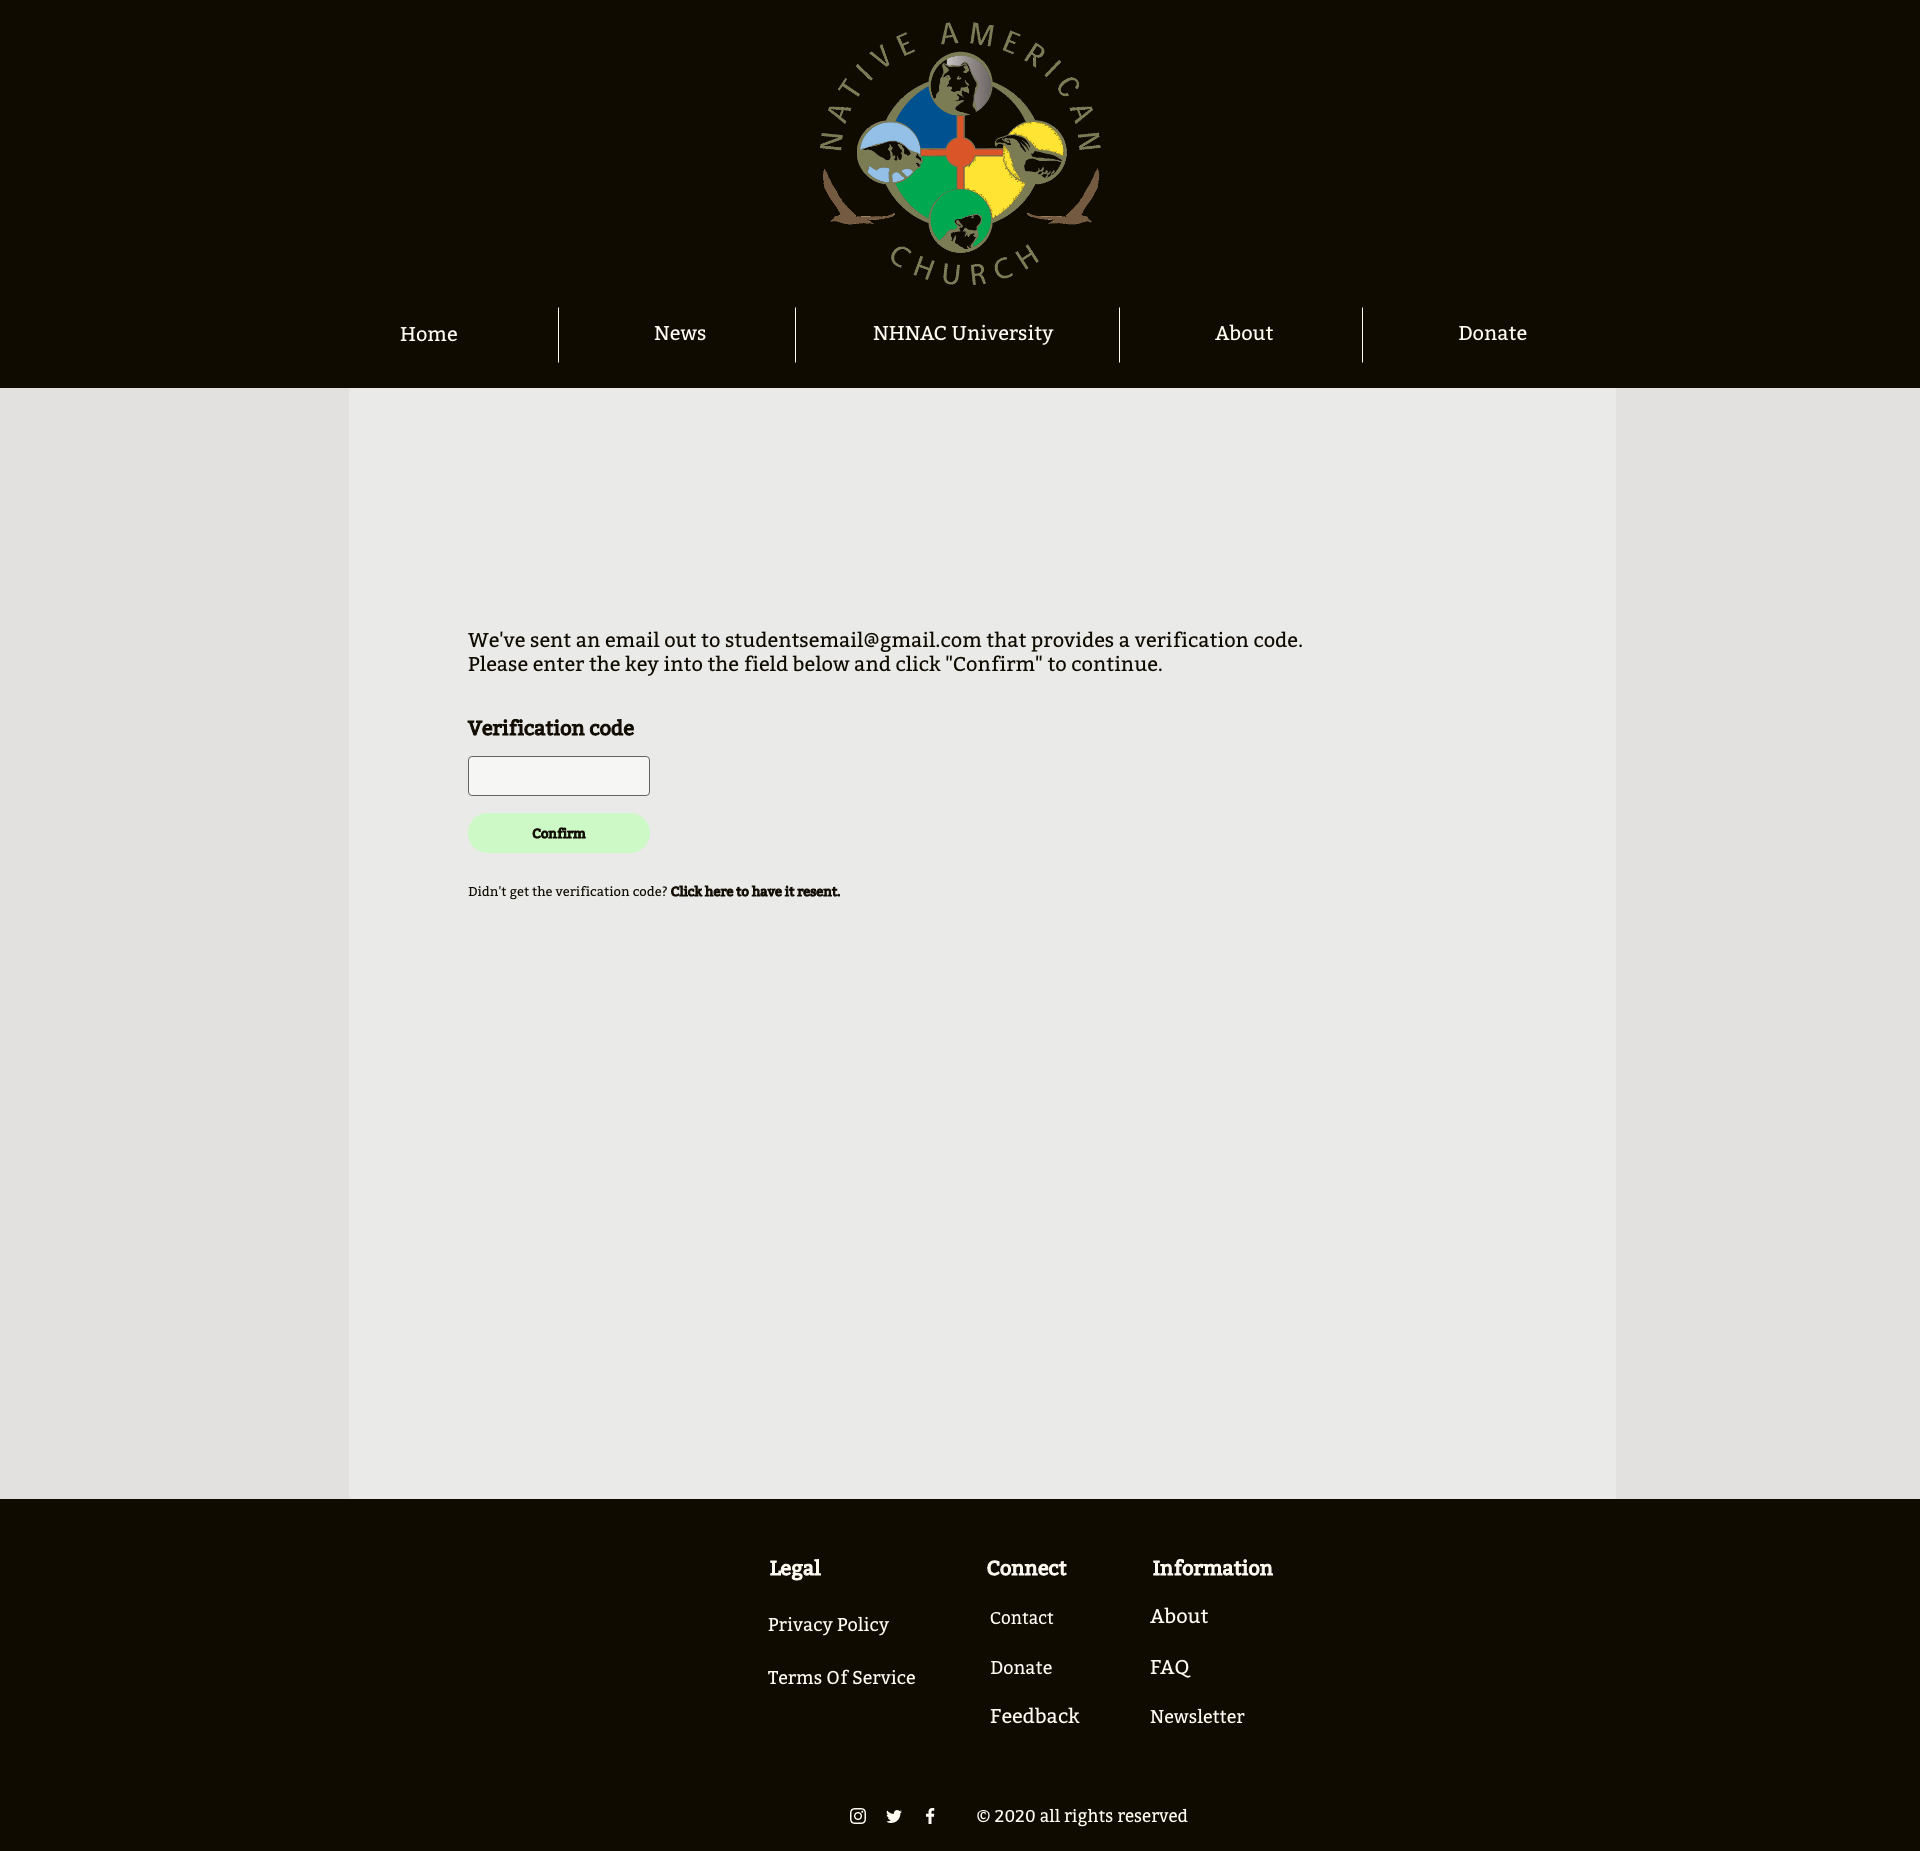 NATIVE AMERICAN
CHURCH
Home
News
NHNAC University
About
Donate
We've sent an email out to studentsemail@gmail.com that provides a verification code.
Please enter the key into the field below and click "Confirm" to continue.
Verification code
Confirm
Didn't get the verification code? Click here to have it resent.
Legal
Privacy Policy
Terms Of Service
Connect
Contact
Donate
Feedback
Information
About
FAQ
Newsletter
© 2020 all rights reserved